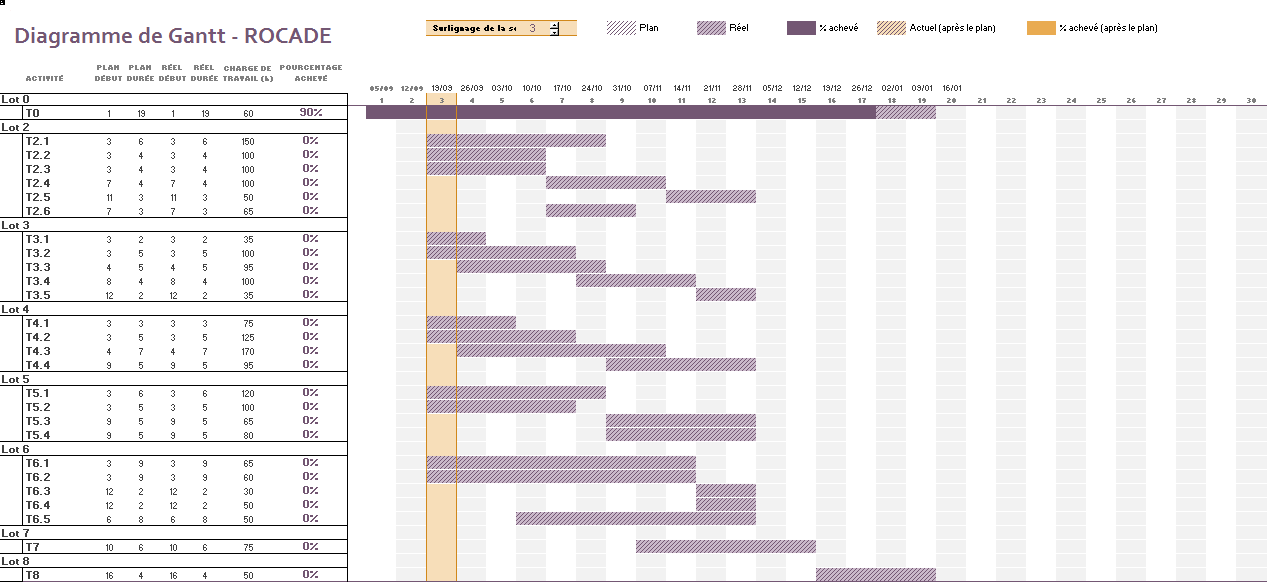 Diagramme de Gantt - ROCADE
Surlignage de la se 3
Plan
Réel
% achevé
Actuel (après le plan)
% achevé (après le plan)
ACTIVITÉ PLAN DÉBUT PLAN DURÉE RÉEL DÉBUT RÉEL DURÉE CHARGE DE TRAVAIL (h) POURCENTAGE ACHEVÉ
05/09 12/09 19/09 26/09 03/10 10/10 17/10 24/10 31/10 07/11 14/11 21/11 28/11 05/12 12/12 19/12 26/12 02/01 09/01 16/01
1 2 3 4 5 6 7 8 9 10 11 12 13 14 15 16 17 18 19 20 21 22 23 24 25 26 27 28 29 30
Lot 0
T0 1 19 1 19 60 90%
Lot 2
T2.1 3 6 3 6 150 0%
T2.2 3 4 3 4 100 0%
T2.3 3 4 3 4 100 0%
T2.4 7 4 7 4 100 0%
T2.5 11 3 11 3 50 0%
T2.6 7 3 7 3 65 0%
Lot 3
T3.1 3 2 3 2 35 0%
T3.2 3 5 3 5 100 0%
T3.3 4 5 4 5 95 0%
T3.4 8 4 8 4 100 0%
T3.5 12 2 12 2 35 0%
Lot 4
T4.1 3 3 3 3 75 0%
T4.2 3 5 3 5 125 0%
T4.3 4 7 4 7 170 0%
T4.4 9 5 9 5 95 0%
Lot 5
T5.1 3 6 3 6 120 0%
T5.2 3 5 3 5 100 0%
T5.3 9 5 9 5 65 0%
T5.4 9 5 9 5 80 0%
Lot 6
T6.1 3 9 3 9 65 0%
T6.2 3 9 3 9 60 0%
T6.3 12 2 12 2 30 0%
T6.4 12 2 12 2 50 0%
T6.5 6 8 6 8 50 0%
Lot 7
T7 10 6 10 6 75 0%
Lot 8
T8 16 4 16 4 50 0%